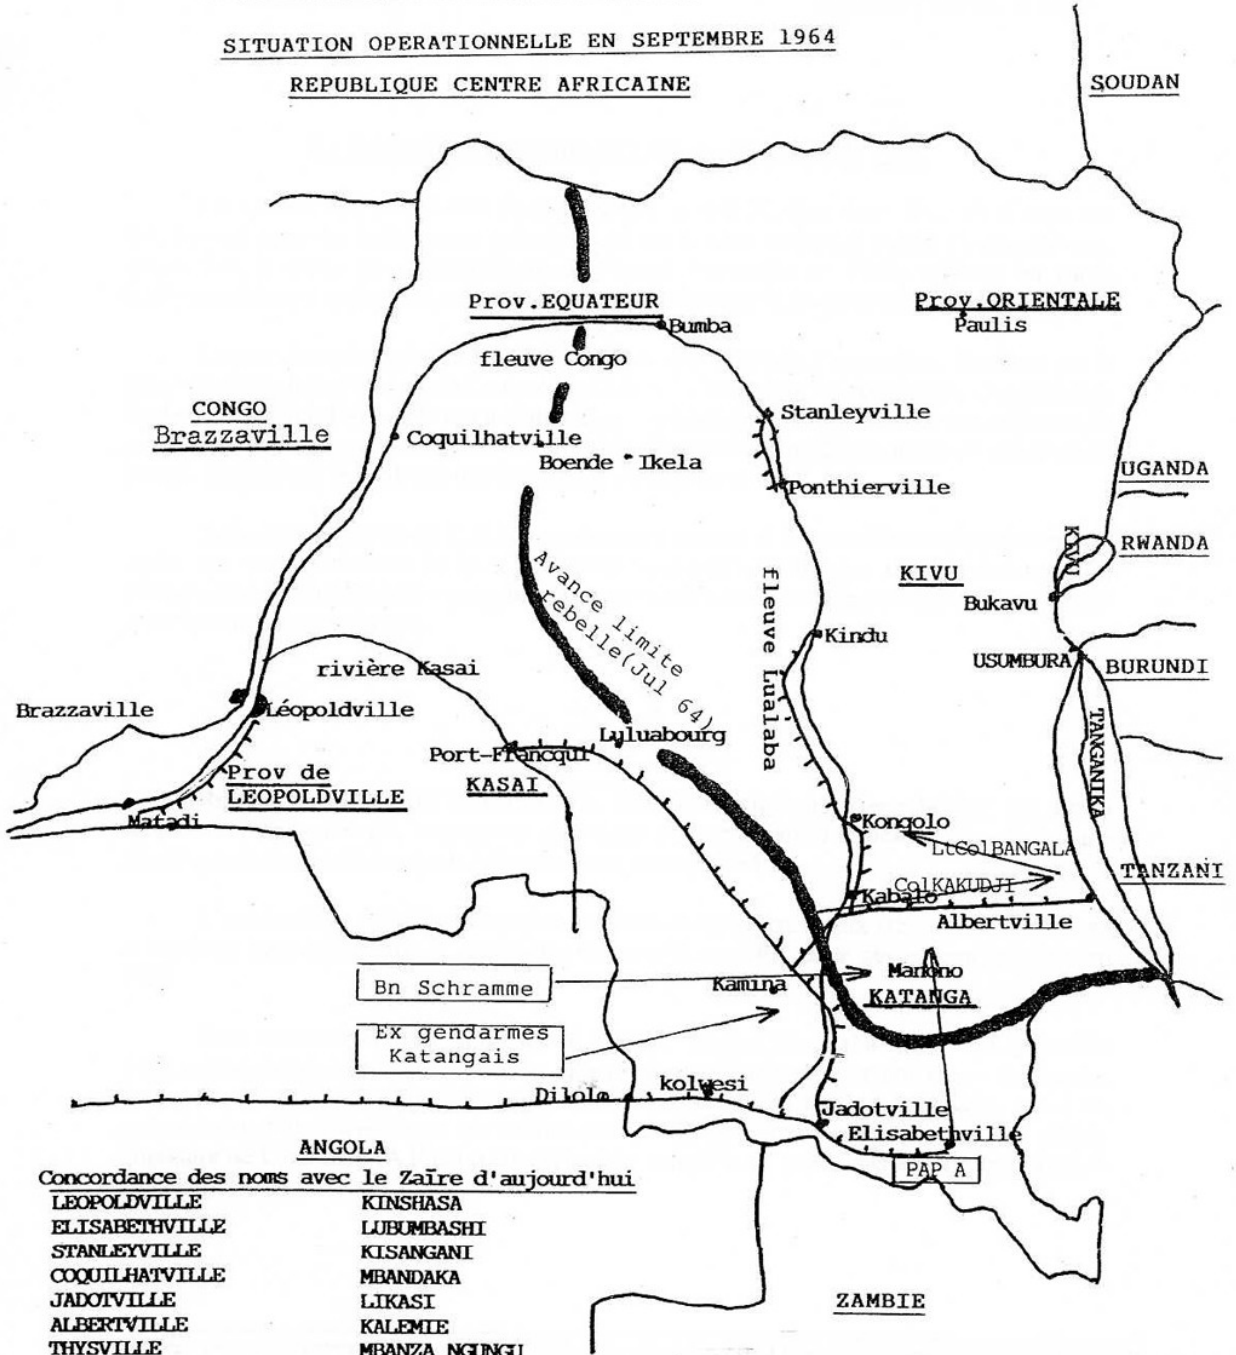 SITUATION OPERATIONNELLE EN SEPTEMBRE 1964
REPUBLIQUE CENTRE AFRICAINE
SOUDAN
Prov.EQUATEUR
Prov.ORIENTALE
Bumba
Paulis
fleuve Congo
CONGO
Brazzaville
Stanleyville
Coquilhatville
Boende
Ikela
UGANDA
Ponthierville
KIVU
RWANDA
Avance limite
rebelle(Jul 64)
fleuve Lualaba
KIVU
Bukavu
Kindu
USUMBURA
BURUNDI
rivière Kasai
Brazzaville
Léopoldville
Luluabourg
TANGANIKA
Port-Francqui
Prov de
LEOPOLDVILLE
KASAI
Matadi
Kongolo
LtColBANGALA
TANZANI
ColKAKUDJI
Kabalo
Albertville
Bn Schramme
Manono
Kamina
KATANGA
Ex gendarmes
Katangais
Dilolo
kolwesi
Jadotville
Elisabethville
ANGOLA
PAP A
Concordance des noms avec le Zaïre d'aujourd'hui
LEOPOLDVILLE KINSHASA
ELISABETHVILLE LUBUMBASHI
STANLEYVILLE KISANGANI
COQUILHATVILLE MBANDAKA
JADOTVILLE LIKASI
ZAMBIE
ALBERTVILLE KALEMIE
THYSVILLE MBANZA NGUNGU